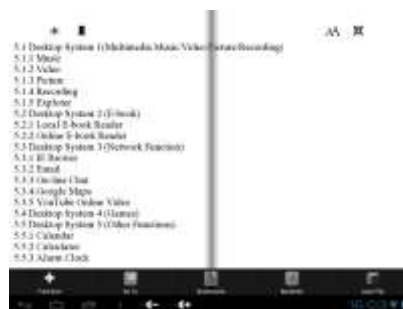 AA
5.1 Desktop System 1(Multimedia Music/Video/Picture/Recording)
5.1.1 Music
5.1.2 Video
5.1.3 Picture
5.1.4 Recording
5.1.5 Explorer
5.2 Desktop System 2 (E-book)
5.2.1 Local E-book Reader
5.2.2 Online E-book Reader
5.3 Desktop System 3 (Network Function)
5.3.1 IE
5.3.2 Email
5.3.3 On-line Chat
5.3.4 Google Maps
5.3.5 YouTube Online Video
5.4 Desktop System 4 (Games)
5.5 Desktop System 5 (Other Functions)
5.5.1 Calendar
5.5.2 Calculator
5.5.3 Alarm Clock
Go To